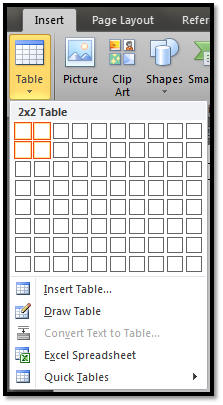 Insert Page Layout Refere
Table Picture Clip Art Shapes Sma
2x2 Table
Insert Table...
Draw Table
Convert Text to Table...
Excel Spreadsheet
Quick Tables